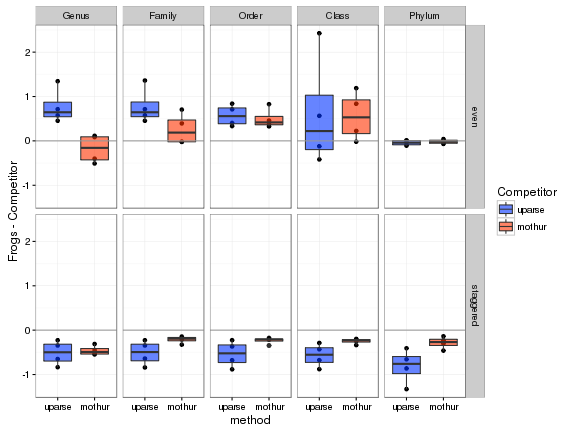 Genus Family Order Class Phylum
Frogs - Competitor
2
1
0
-1
even
2
1
0
-1
staggered
uparse mothur uparse mothur uparse mothur uparse mothur uparse mothur
method
Competitor
uparse
mothur